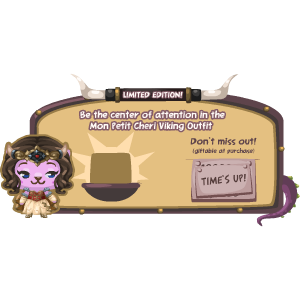 LIMITED EDITION!
Be the center of attention in the
Mon Petit Cheri Viking Outfit
Don't miss out!
(giftable at purchase)
TIME'S UP!